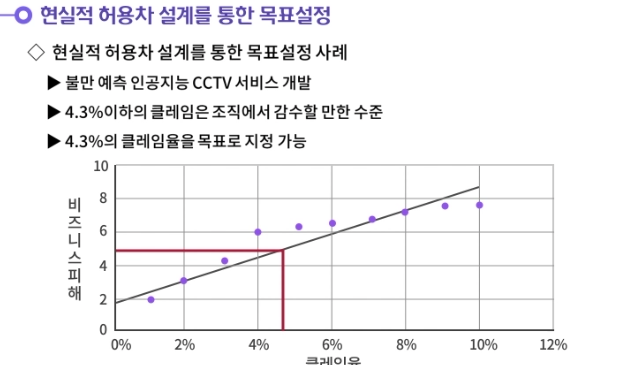 현실적 허용차 설계를 통한 목표설정
◇ 현실적 허용차 설계를 통한 목표설정 사례
▶ 불만 예측 인공지능 CCTV 서비스 개발
▶ 4.3%이하의 클레임은 조직에서 감수할 만한 수준
▶ 4.3%의 클레임율을 목표로 지정 가능
비즈니스피해
10
8
6
4
2
0
0% 2% 4% 6% 8% 10% 12%
클레임율